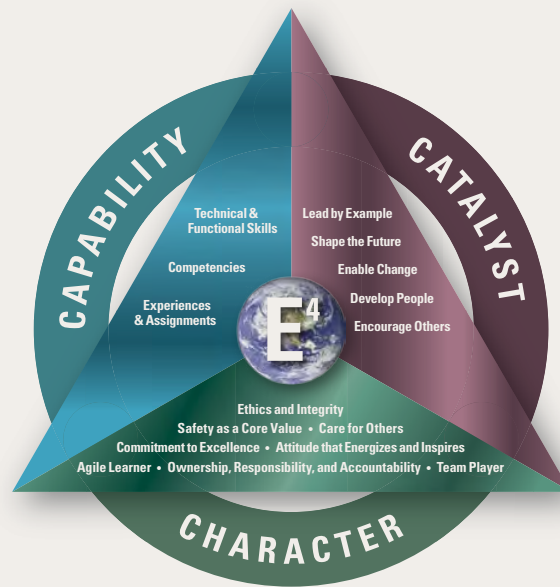 CAPABILITY
CATALYST
Technical &
Functional Skills
Competencies
Experiences
& Assignments
Lead by Example
Shape the Future
Enable Change
Develop People
Encourage Others
E4
Ethics and Integrity
Safety as a Core Value • Care for Others
Commitment to Excellence • Attitude that Energizes and Inspires
Agile Learner • Ownership, Responsibility, and Accountability • Team Player
CHARACTER